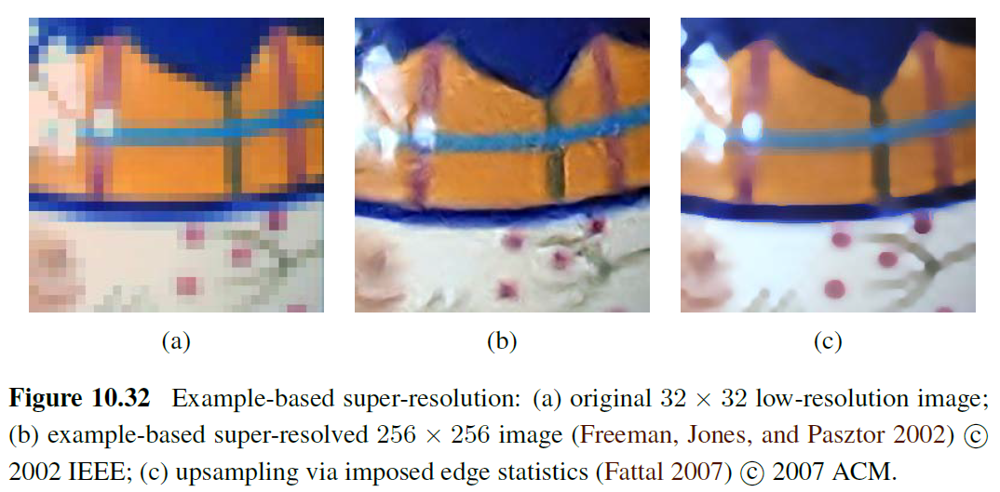 (a)
(b)
(c)
Figure 10.32 Example-based super-resolution: (a) original 32 × 32 low-resolution image;
(b) example-based super-resolved 256 × 256 image (Freeman, Jones, and Pasztor 2002) ©
2002 IEEE; (c) upsampling via imposed edge statistics (Fattal 2007) © 2007 ACM.